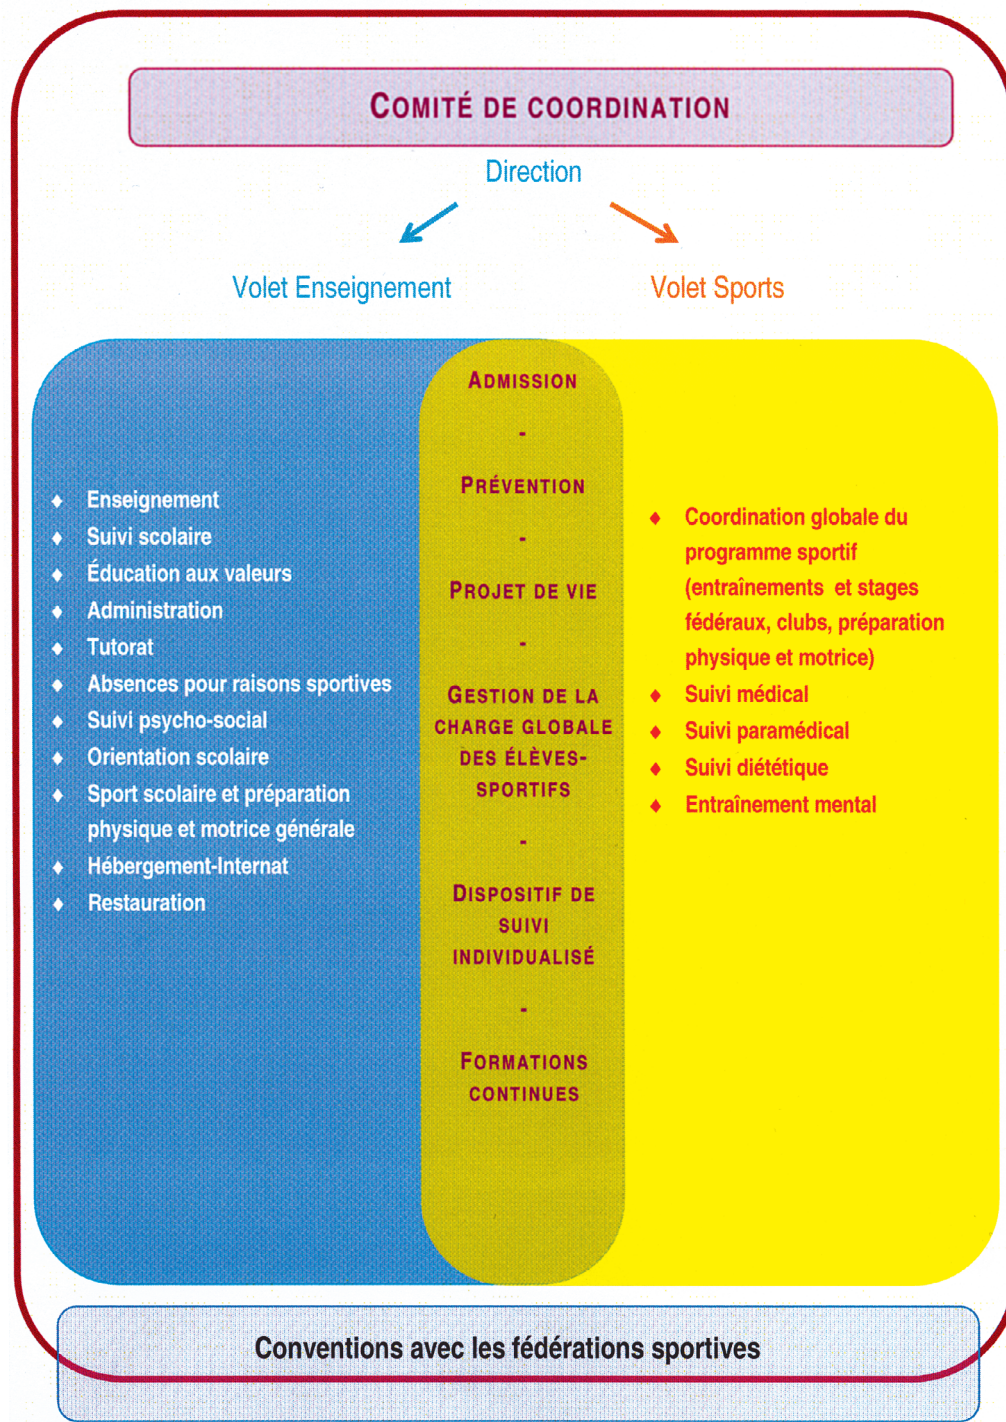 COMITÉ DE COORDINATION
Direction
Volet Enseignement
Volet Sports
♦ Enseignement
♦ Suivi scolaire
♦ Éducation aux valeurs
♦ Administration
♦ Tutorat
♦ Absences pour raisons sportives
♦ Suivi psycho-social
♦ Orientation scolaire
♦ Sport scolaire et préparation
physique et motrice générale
♦ Hébergement-Internat
♦ Restauration
ADMISSION
-
PRÉVENTION
-
PROJET DE VIE
-
GESTION DE LA
CHARGE GLOBALE
DES ÉLÈVES-
SPORTIFS
-
DISPOSITIF DE
SUIVI
INDIVIDUALISÉ
-
FORMATIONS
CONTINUES
♦ Coordination globale du
programme sportif
(entraînements et stages
fédéraux, clubs, préparation
physique et motrice)
♦ Suivi médical
♦ Suivi paramédical
♦ Suivi diététique
♦ Entraînement mental
Conventions avec les fédérations sportives